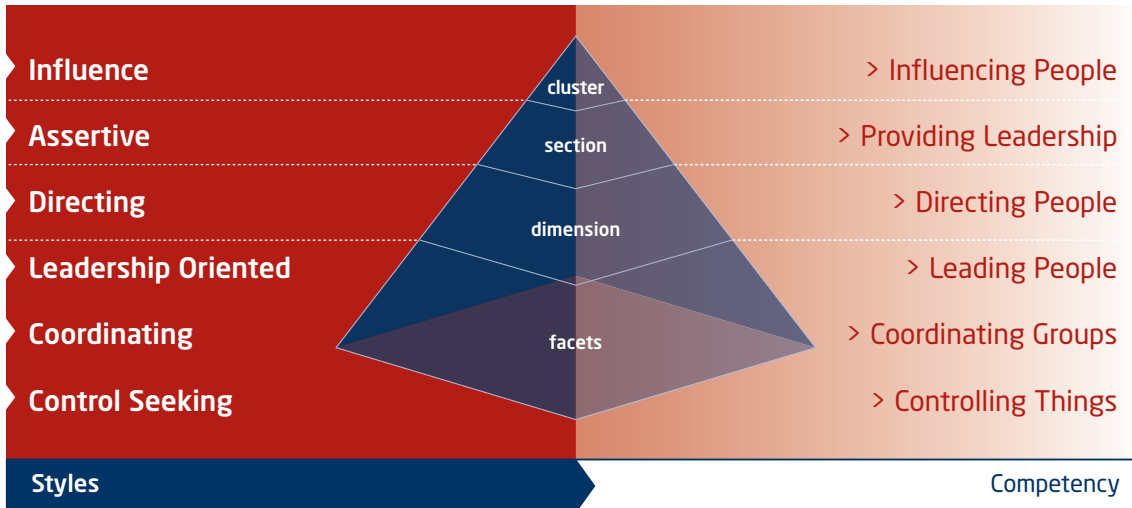 Influence
cluster
> Influencing People
Assertive
section
> Providing Leadership
Directing
dimension
> Directing People
Leadership Oriented
> Leading People
Coordinating
facets
> Coordinating Groups
Control Seeking
> Controlling Things
Styles
Competency